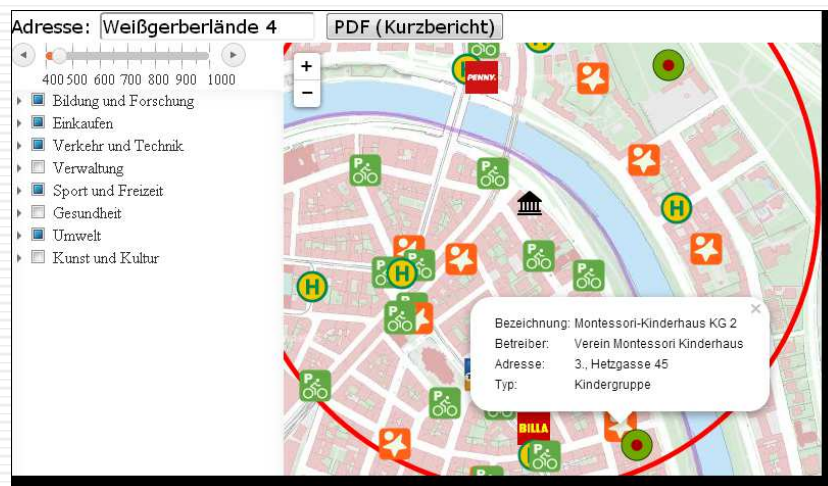 Adresse: Weißgerberlände 4 PDF (Kurzbericht)
400 500 600 700 800 900 1000
Bildung und Forschung
Einkaufen
Verkehr und Technik
Verwaltung
Sport und Freizeit
Gesundheit
Umwelt
Kunst und Kultur
+
−
PENNY.
H
P
P
H
H
P
P
P
H
H
P
P
Bezeichnung: Montessori-Kinderhaus KG 2
Betreiber: Verein Montessori Kinderhaus
Adresse: 3., Hetzgasse 45
Typ: Kindergruppe
×
P
P
BILLA
P